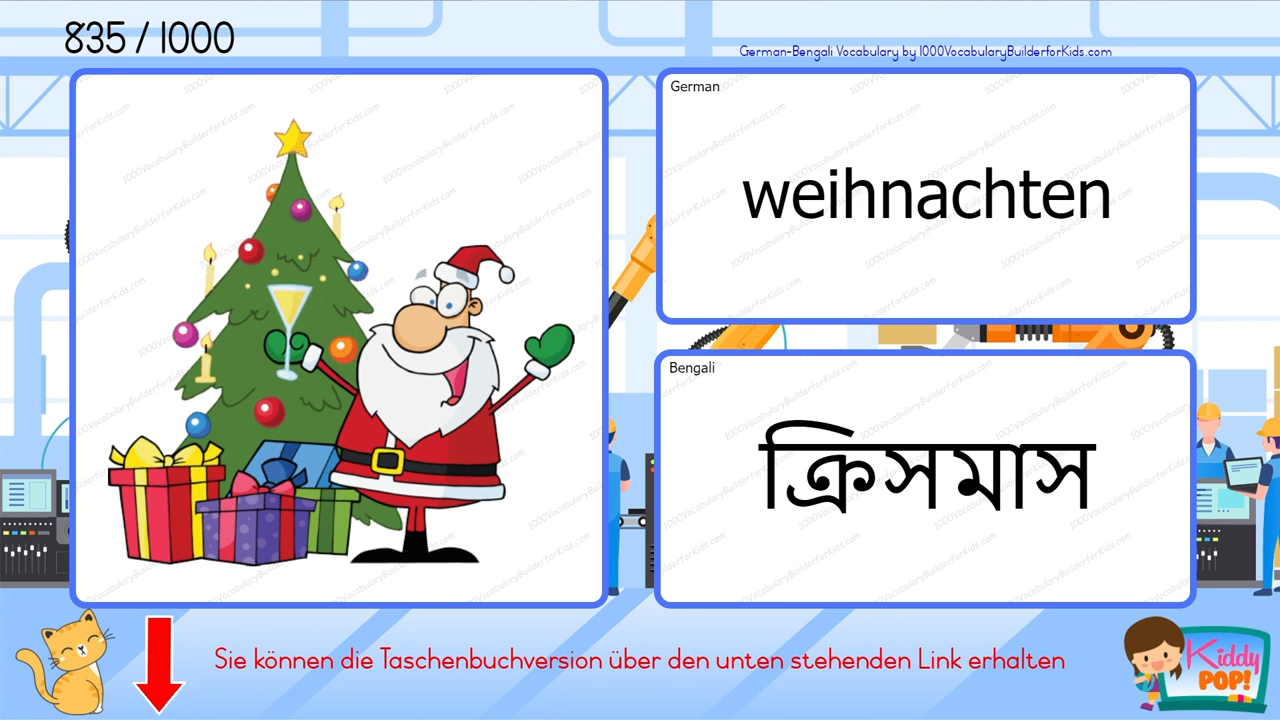 835 / 1000
German-Bengali Vocabulary by 1000VocabularyBuilderforKids.com
German
weihnachten
Bengali
ক্রিসমাস
Sie können die Taschenbuchversion über den unten stehenden Link erhalten
Kiddy
POP!